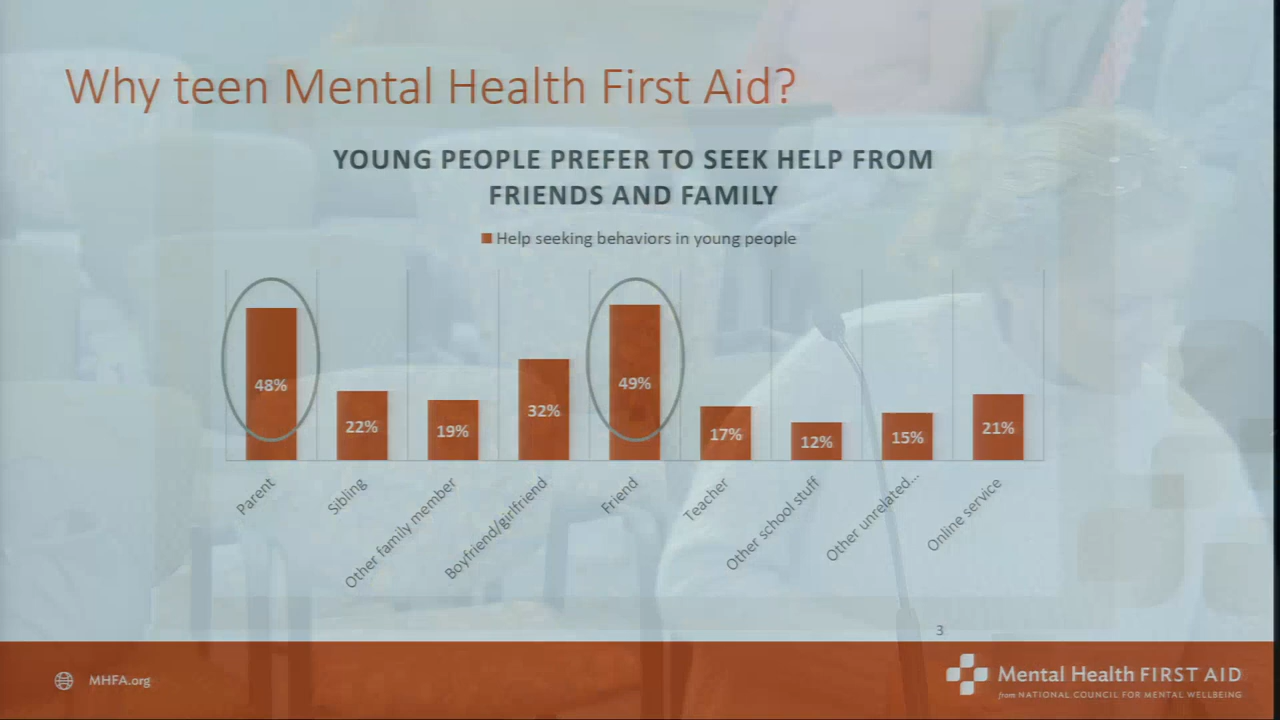 Why teen Mental Health First Aid?
YOUNG PEOPLE PREFER TO SEEK HELP FROM
FRIENDS AND FAMILY
Help seeking behaviors in young people
48%
22%
19%
32%
49%
17%
12%
15%
21%
Parent
Sibling
Other family member
Boyfriend/girlfriend
Friend
Teacher
Other school stuff
Other unrelated...
Online service
3
MHFA.org
Mental Health FIRST AID
from NATIONAL COUNCIL FOR MENTAL WELLBEING